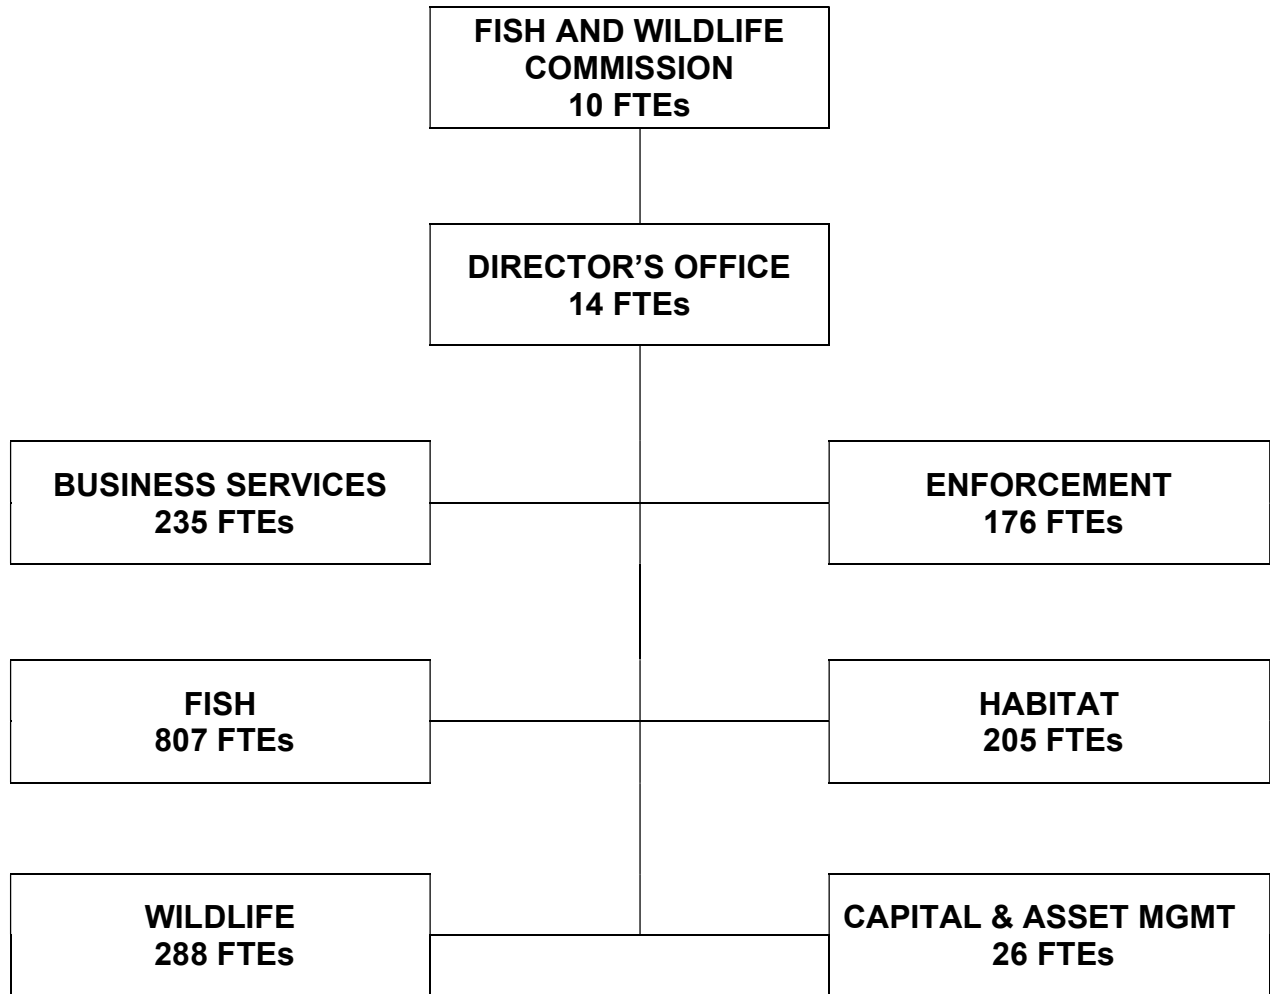 FISH AND WILDLIFE
COMMISSION
10 FTEs
DIRECTOR’S OFFICE
14 FTEs
BUSINESS SERVICES
235 FTEs
ENFORCEMENT
176 FTEs
FISH
807 FTEs
HABITAT
205 FTEs
WILDLIFE
288 FTEs
CAPITAL & ASSET MGMT
26 FTEs